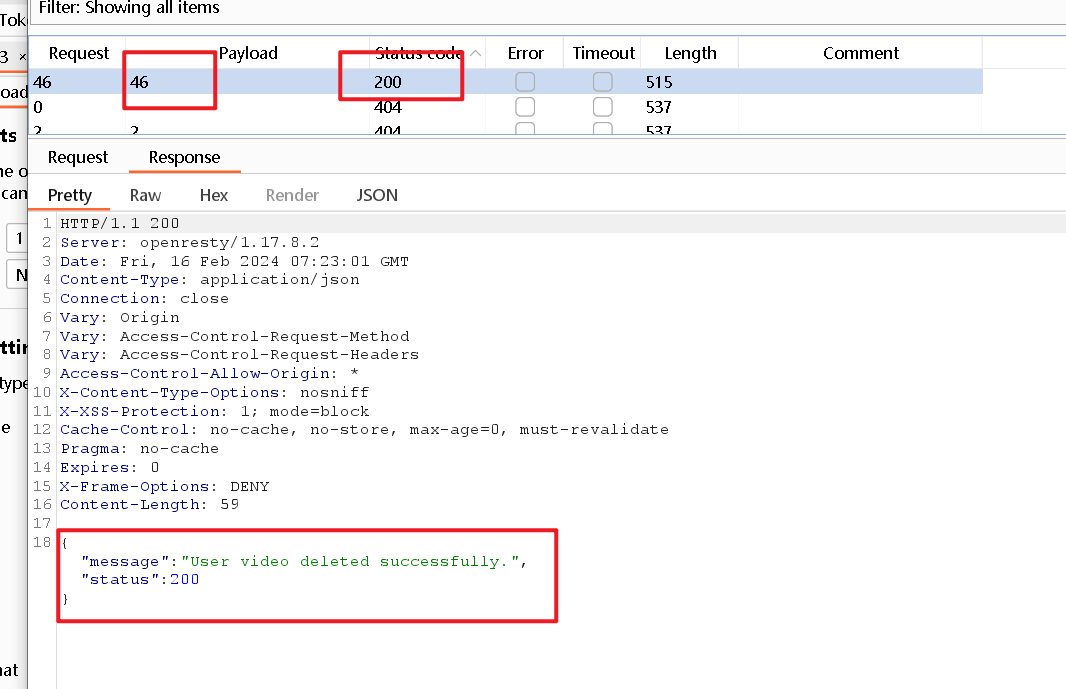 Filter: Showing all items
Tok
3 ×
Request Payload Status code Error Timeout Length Comment
46 46 200 515
0 404 537
2 2 404 537
oad
ts
ne o
can
1
N
ttin
type
e
nat
Request Response
Pretty Raw Hex Render JSON
1 HTTP/1.1 200
2 Server: openresty/1.17.8.2
3 Date: Fri, 16 Feb 2024 07:23:01 GMT
4 Content-Type: application/json
5 Connection: close
6 Vary: Origin
7 Vary: Access-Control-Request-Method
8 Vary: Access-Control-Request-Headers
9 Access-Control-Allow-Origin: *
10 X-Content-Type-Options: nosniff
11 X-XSS-Protection: 1; mode=block
12 Cache-Control: no-cache, no-store, max-age=0, must-revalidate
13 Pragma: no-cache
14 Expires: 0
15 X-Frame-Options: DENY
16 Content-Length: 59
17
18 {
"message":"User video deleted successfully.",
"status":200
}